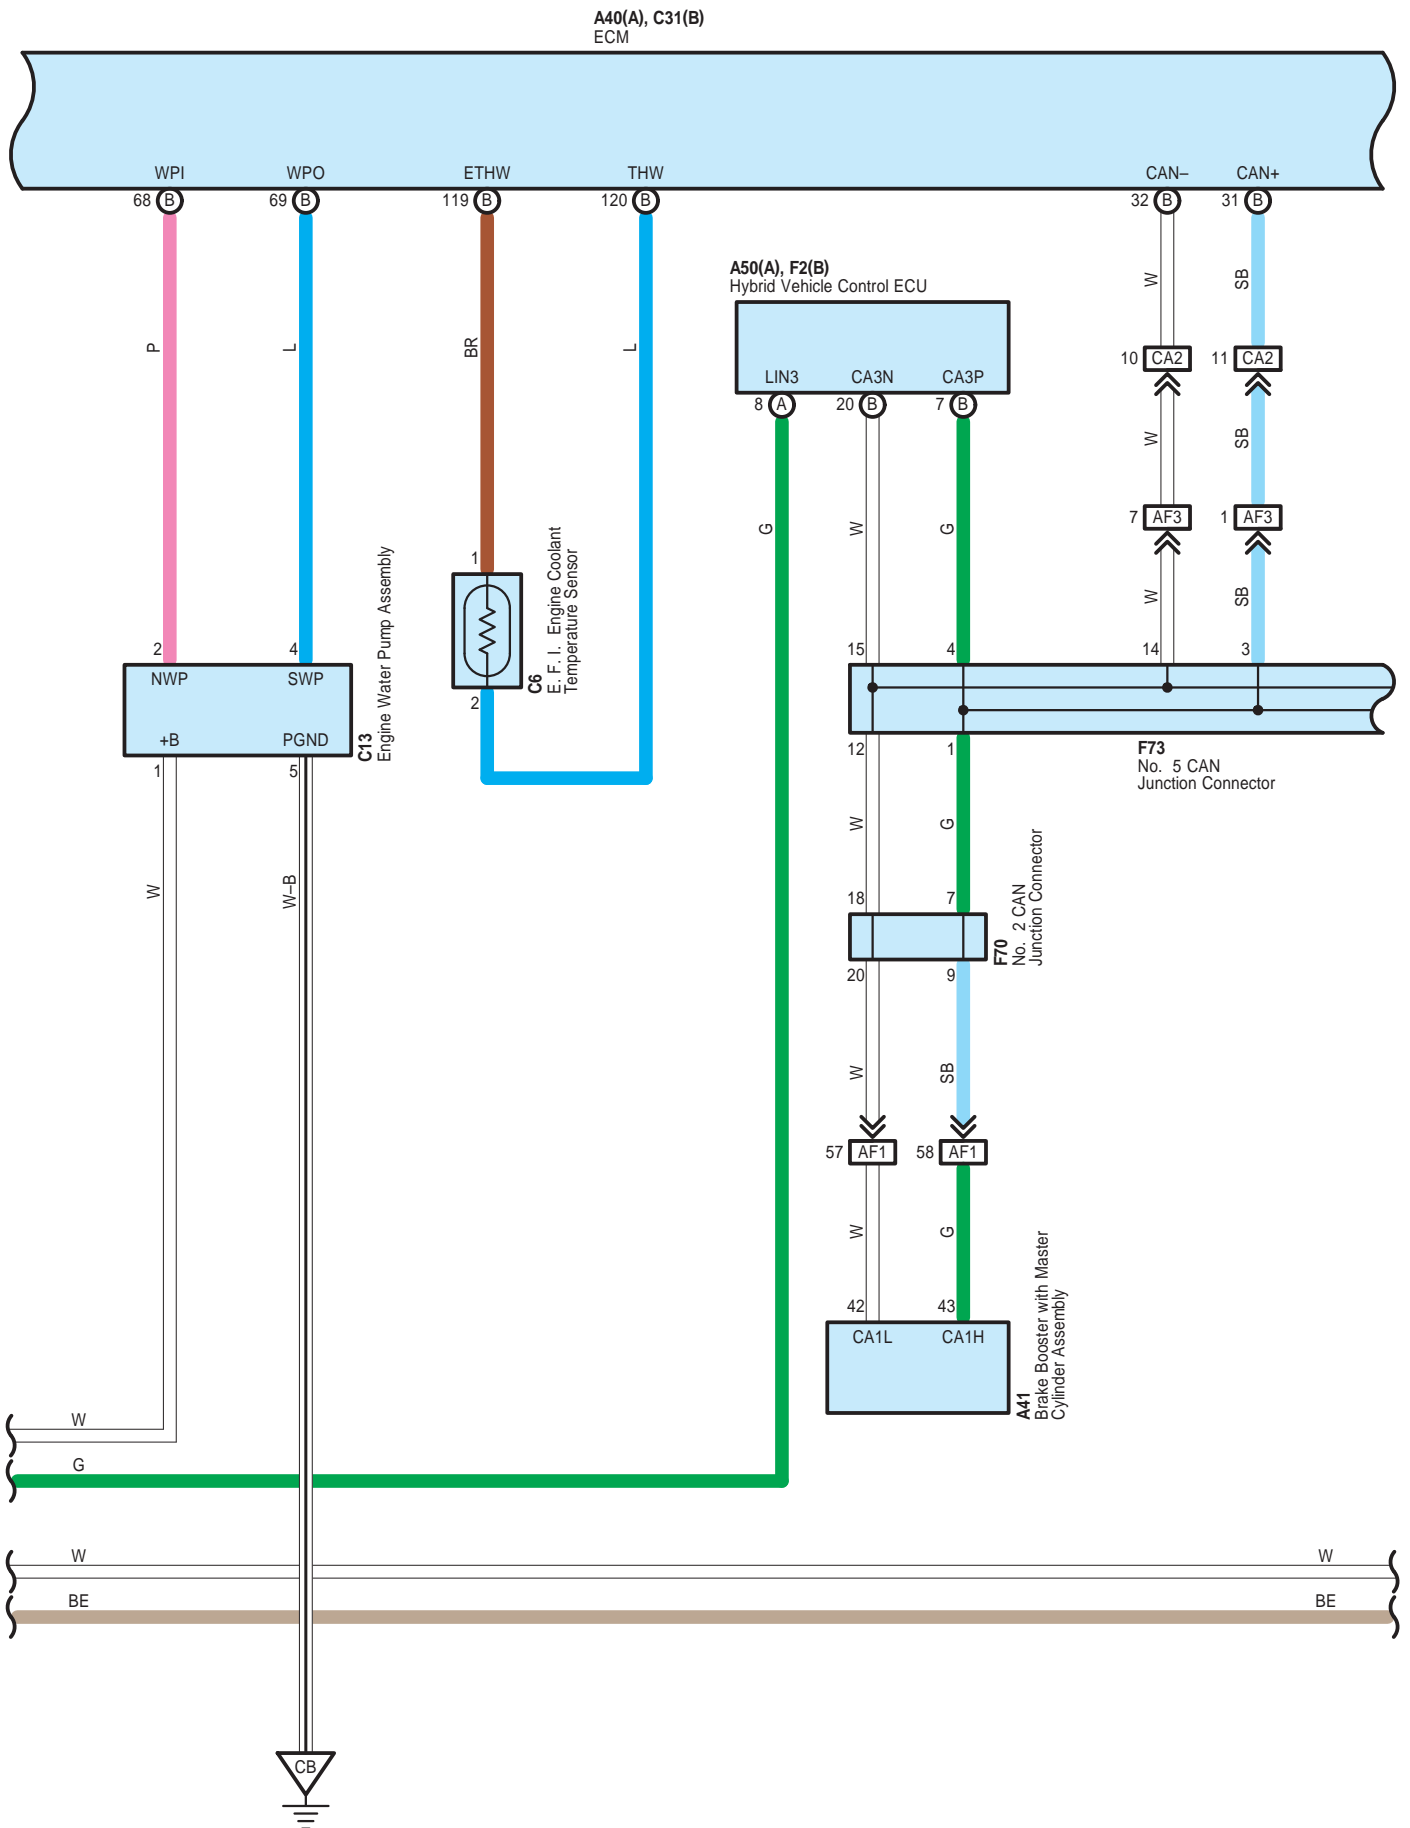 A40(A), C31(B)
ECM
WPI
WPO
ETHW
THW
CAN–
CAN+
68 B
69 B
119 B
120 B
32 B
31 B
A50(A), F2(B)
Hybrid Vehicle Control ECU
W
SB
P
L
BR
L
10 CA2
11 CA2
LIN3
CA3N
CA3P
8 A
20 B
7 B
W
SB
G
W
G
7 AF3
1 AF3
1
C6
E. F. I. Engine Coolant
Temperature Sensor
2
W
SB
2
4
NWP
SWP
+B
PGND
C13
Engine Water Pump Assembly
1
5
15
4
14
3
12
1
F73
No. 5 CAN
Junction Connector
W
G
W
W–B
18
7
F70
No. 2 CAN
Junction Connector
20
9
W
SB
57 AF1
58 AF1
W
G
42
43
CA1L
CA1H
A41
Brake Booster with Master
Cylinder Assembly
W
G
W
W
BE
BE
CB